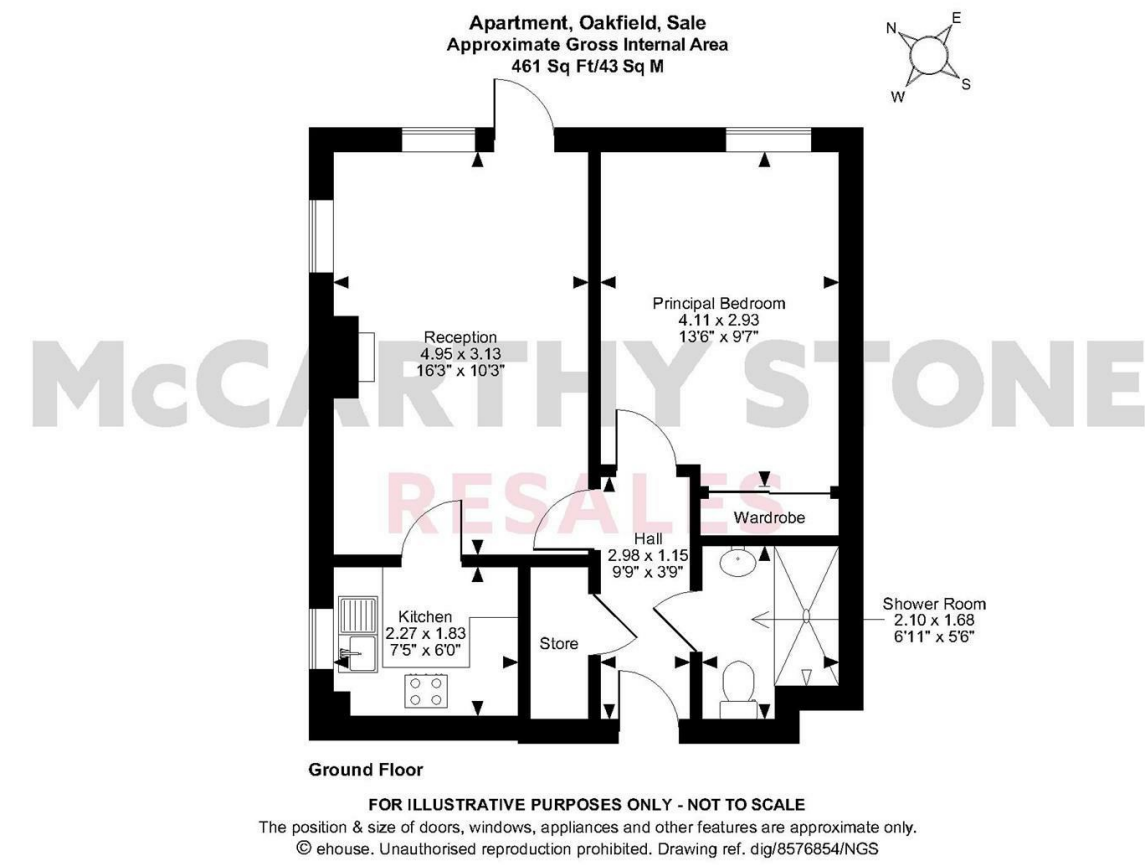 Apartment, Oakfield, Sale
Approximate Gross Internal Area
461 Sq Ft/43 Sq M
N
E
W
S
Principal Bedroom
4.11 x 2.93
13'6" x 9'7"
Reception
4.95 x 3.13
16'3" x 10'3"
McCARTHY STONE
RESALES
Wardrobe
Hall
2.98 x 1.15
9'9" x 3'9"
Kitchen
2.27 x 1.83
7'5" x 6'0"
Store
Shower Room
2.10 x 1.68
6'11" x 5'6"
Ground Floor
FOR ILLUSTRATIVE PURPOSES ONLY - NOT TO SCALE
The position & size of doors, windows, appliances and other features are approximate only.
© ehouse. Unauthorised reproduction prohibited. Drawing ref. dig/8576854/NGS